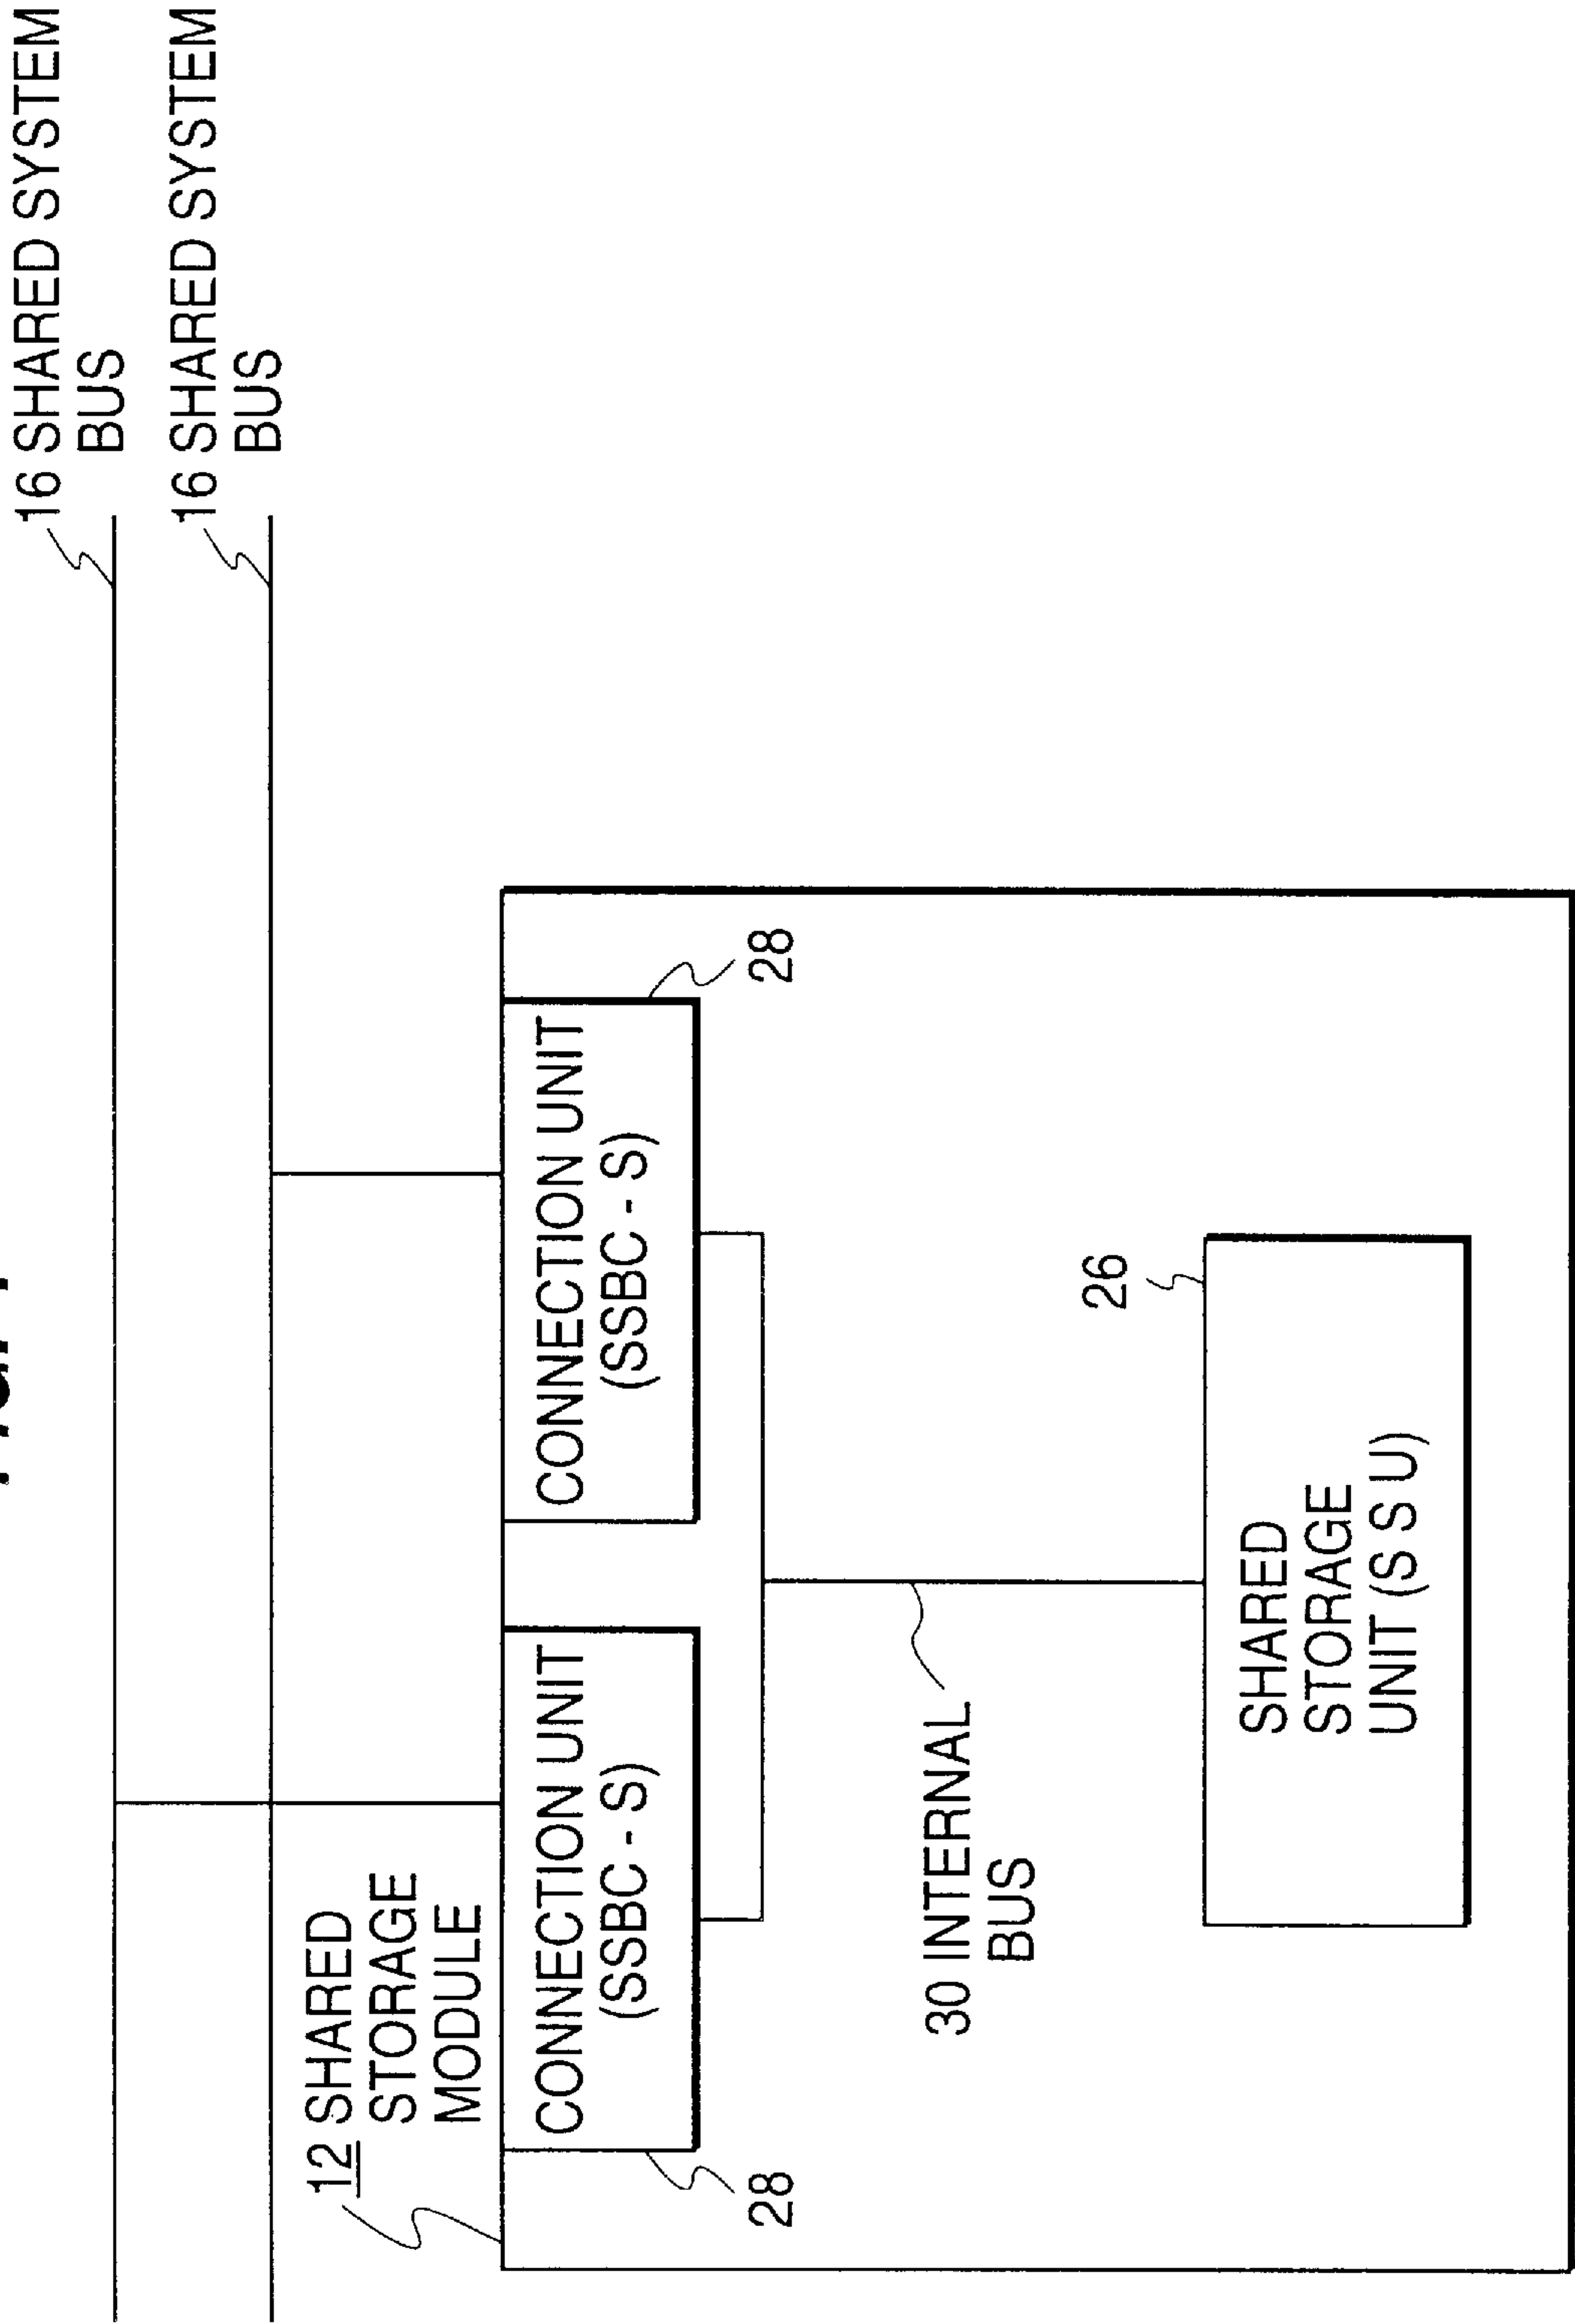 16 SHARED SYSTEM
BUS
16 SHARED SYSTEM
BUS
12 SHARED
STORAGE
MODULE
CONNECTION UNIT
(SSBC - S)
28
CONNECTION UNIT
(SSBC - S)
28
30 INTERNAL
BUS
26
SHARED
STORAGE
UNIT (S S U)